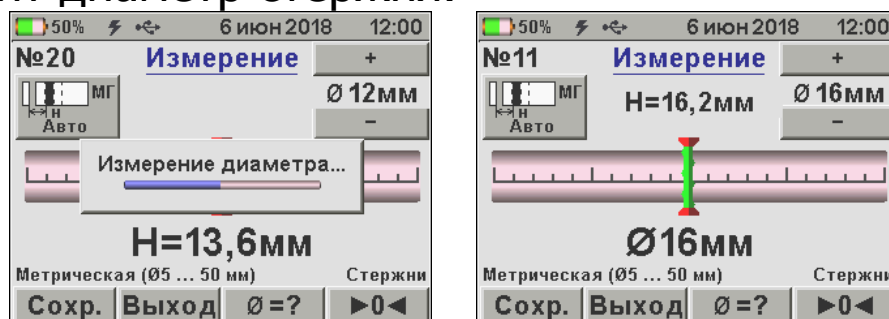 диаметр стержня.
50% 6 июн 2018 12:00
№20 Измерение +
МГ Ø 12мм
H
Авто −
Измерение диаметра...
H=13,6мм
Метрическая (Ø5 ... 50 мм) Стержни
Сохр. Выход Ø=? ►0◄
50% 6 июн 2018 12:00
№11 Измерение +
МГ H=16,2мм Ø 16мм
H
Авто −
Ø16мм
Метрическая (Ø5 ... 50 мм) Стержни
Сохр. Выход Ø=? ►0◄